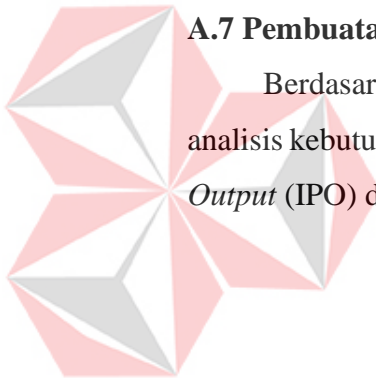 A.7 Pembuata
Berdasar
analisis kebutu
Output (IPO) d